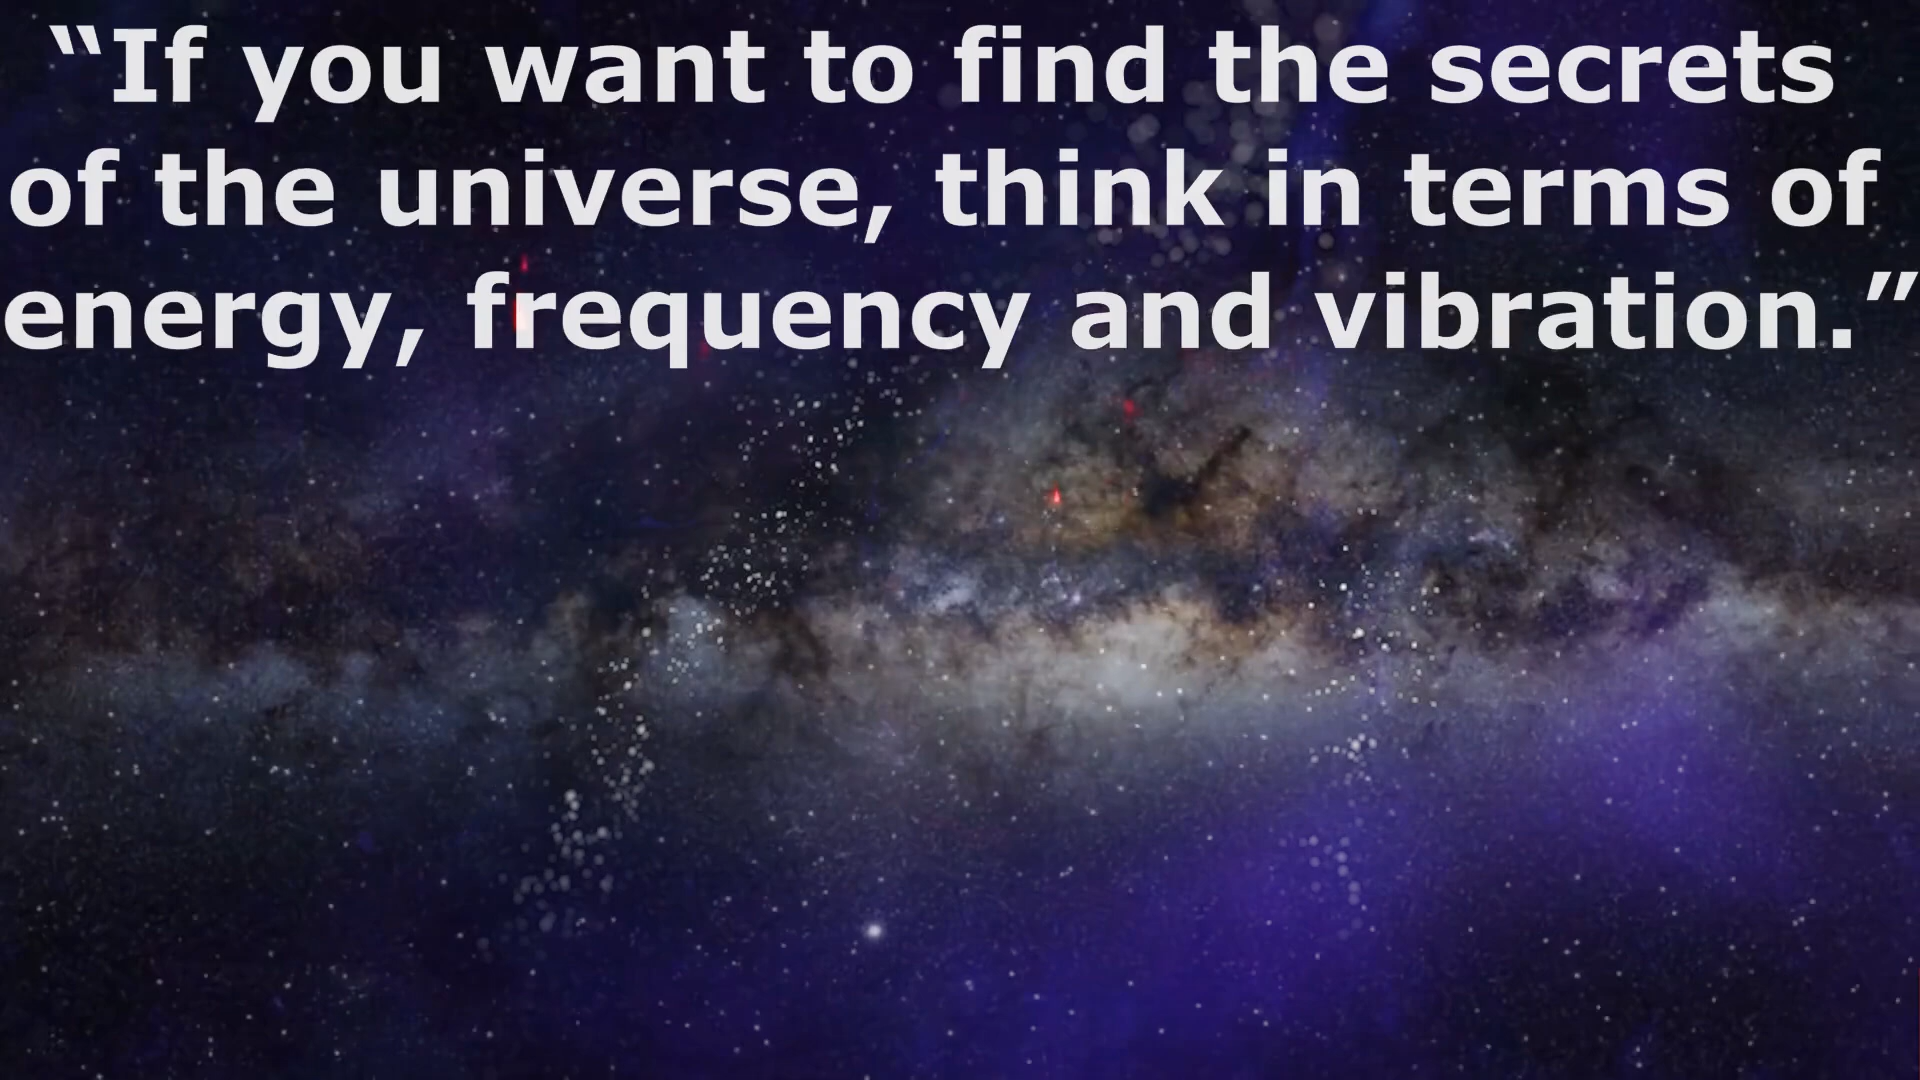 “If you want to find the secrets
of the universe, think in terms of
energy, frequency and vibration.”